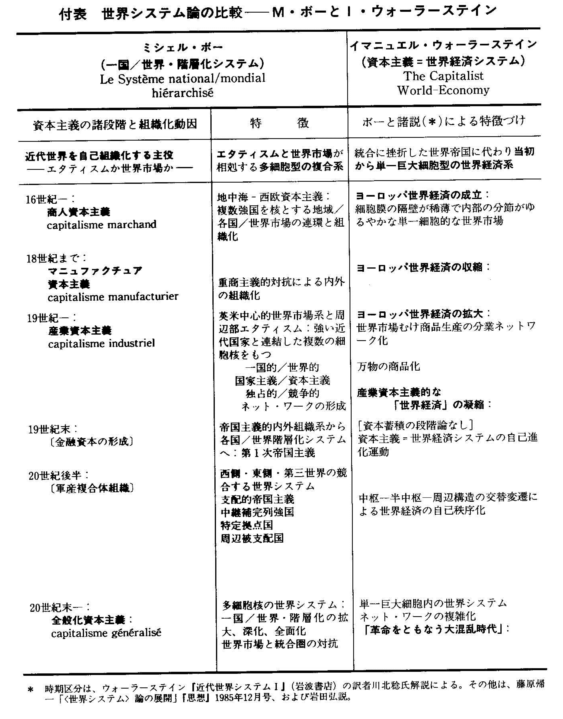 付表　世界システム論の比較——M・ボーとI・ウォーラーステイン
ミシェル・ボー
(一国／世界・階層化システム)
Le Système national/mondial
hiérarchisé
イマニュエル・ウォーラーステイン
(資本主義＝世界経済システム)
The Capitalist
World-Economy
資本主義の諸段階と組織化動因
特　　徴
ボーと諸説(＊)による特徴づけ
近代世界を自己組織化する主役
——エタティスムか世界市場か——
エタティスムと世界市場が
相剋する多細胞型の複合系
統合に挫折した世界帝国に代わり当初
から単一巨大細胞型の世界経済系
16世紀—：
商人資本主義
capitalisme marchand
地中海‐西欧資本主義：
複数強国を核とする地域／
各国／世界市場の連環と組
織化
ヨーロッパ世界経済の成立：
細胞膜の隔壁が稀薄で内部の分節がゆ
るやかな単一細胞的な世界市場
18世紀まで：
マニュファクチュア
資本主義
capitalisme manufacturier
重商主義的対抗による内外
の組織化
ヨーロッパ世界経済の収縮：
19世紀—：
産業資本主義
capitalisme industriel
英米中心的世界市場系と周
辺部エタティスム：強い近
代国家と連結した複数の細
胞核をもつ
一国的／世界的
国家主義／資本主義
独占的／競争的
ネット・ワークの形成
ヨーロッパ世界経済の拡大：
世界市場むけ商品生産の分業ネットワ
ーク化
万物の商品化
産業資本主義的な
「世界経済」の凝縮：
19世紀末：
〔金融資本の形成〕
帝国主義的内外組織系から
各国／世界階層化システム
へ：第1次帝国主義
［資本蓄積の段階論なし］
資本主義＝世界経済システムの自己進
化運動
20世紀後半：
〔軍産複合体組織〕
西側・東側・第三世界の競
合する世界システム
支配的帝国主義
中継補完列強国
特定拠点国
周辺被支配国
中枢—半中枢—周辺構造の交替変遷に
よる世界経済の自己秩序化
20世紀末—：
全般化資本主義：
capitalisme généralisé
多細胞核の世界システム：
一国／世界・階層化の拡
大、深化、全面化
世界市場と統合圏の対抗
単一巨大細胞内の世界システム
ネット・ワークの複雑化
「革命をともなう大混乱時代」：
＊　時期区分は、ウォーラーステイン『近代世界システムⅠ』(岩波書店)の訳者川北稔氏解説による。その他は、藤原帰
一「〈世界システム〉論の展開」『思想』1985年12月号、および岩田弘説。